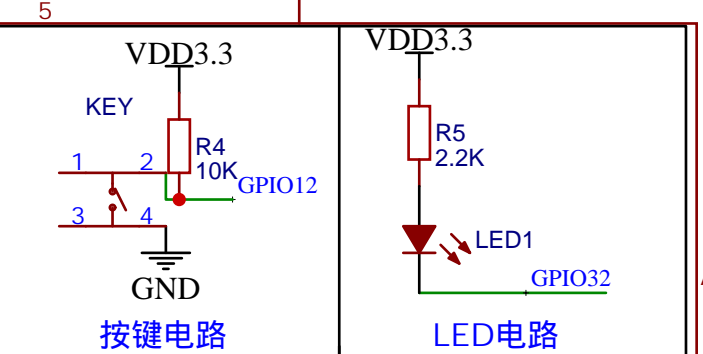 5
VDD3.3
KEY
R4
10K
1
2
GPIO12
3
4
GND
按键电路
VDD3.3
R5
2.2K
LED1
GPIO32
LED电路